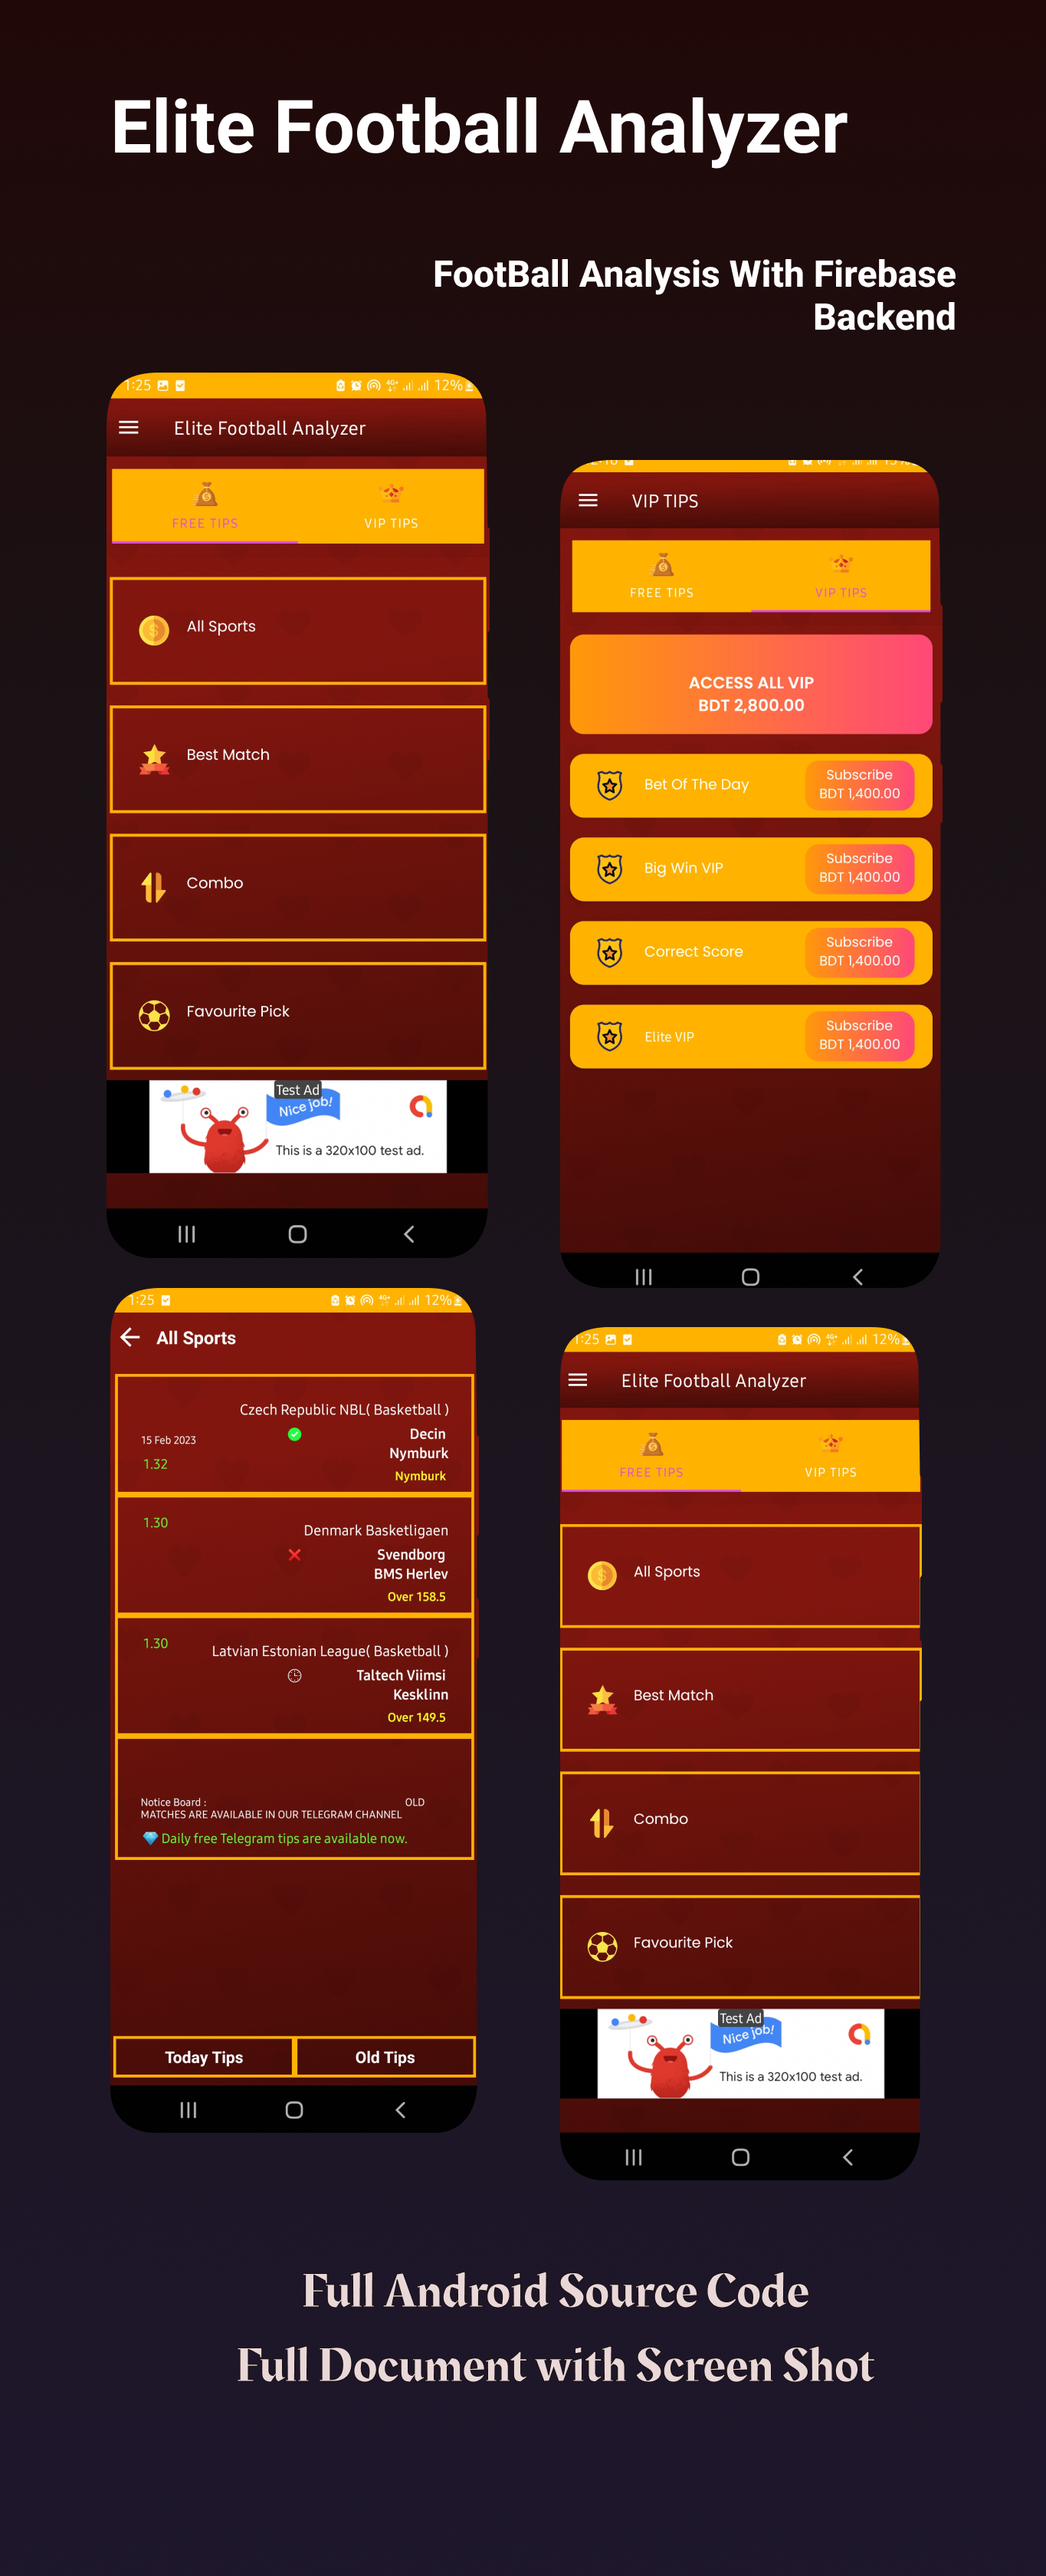 Elite Football Analyzer
FootBall Analysis With Firebase
Backend
1:25
4G+
12%
Elite Football Analyzer
FREE TIPS
VIP TIPS
All Sports
Best Match
Combo
Favourite Pick
Test Ad
Nice job!
This is a 320x100 test ad.
VIP TIPS
FREE TIPS
VIP TIPS
ACCESS ALL VIP
BDT 2,800.00
Bet Of The Day
Subscribe
BDT 1,400.00
Big Win VIP
Subscribe
BDT 1,400.00
Correct Score
Subscribe
BDT 1,400.00
Elite VIP
Subscribe
BDT 1,400.00
1:25
4G+
12%
All Sports
Czech Republic NBL( Basketball )
Decin
15 Feb 2023
Nymburk
1.32
Nymburk
1.30
Denmark Basketligaen
Svendborg
BMS Herlev
Over 158.5
1.30
Latvian Estonian League( Basketball )
Taltech Viimsi
Kesklinn
Over 149.5
Notice Board : OLD
MATCHES ARE AVAILABLE IN OUR TELEGRAM CHANNEL
💎 Daily free Telegram tips are available now.
Today Tips
Old Tips
1:25
4G+
12%
Elite Football Analyzer
FREE TIPS
VIP TIPS
All Sports
Best Match
Combo
Favourite Pick
Test Ad
Nice job!
This is a 320x100 test ad.
Full Android Source Code
Full Document with Screen Shot